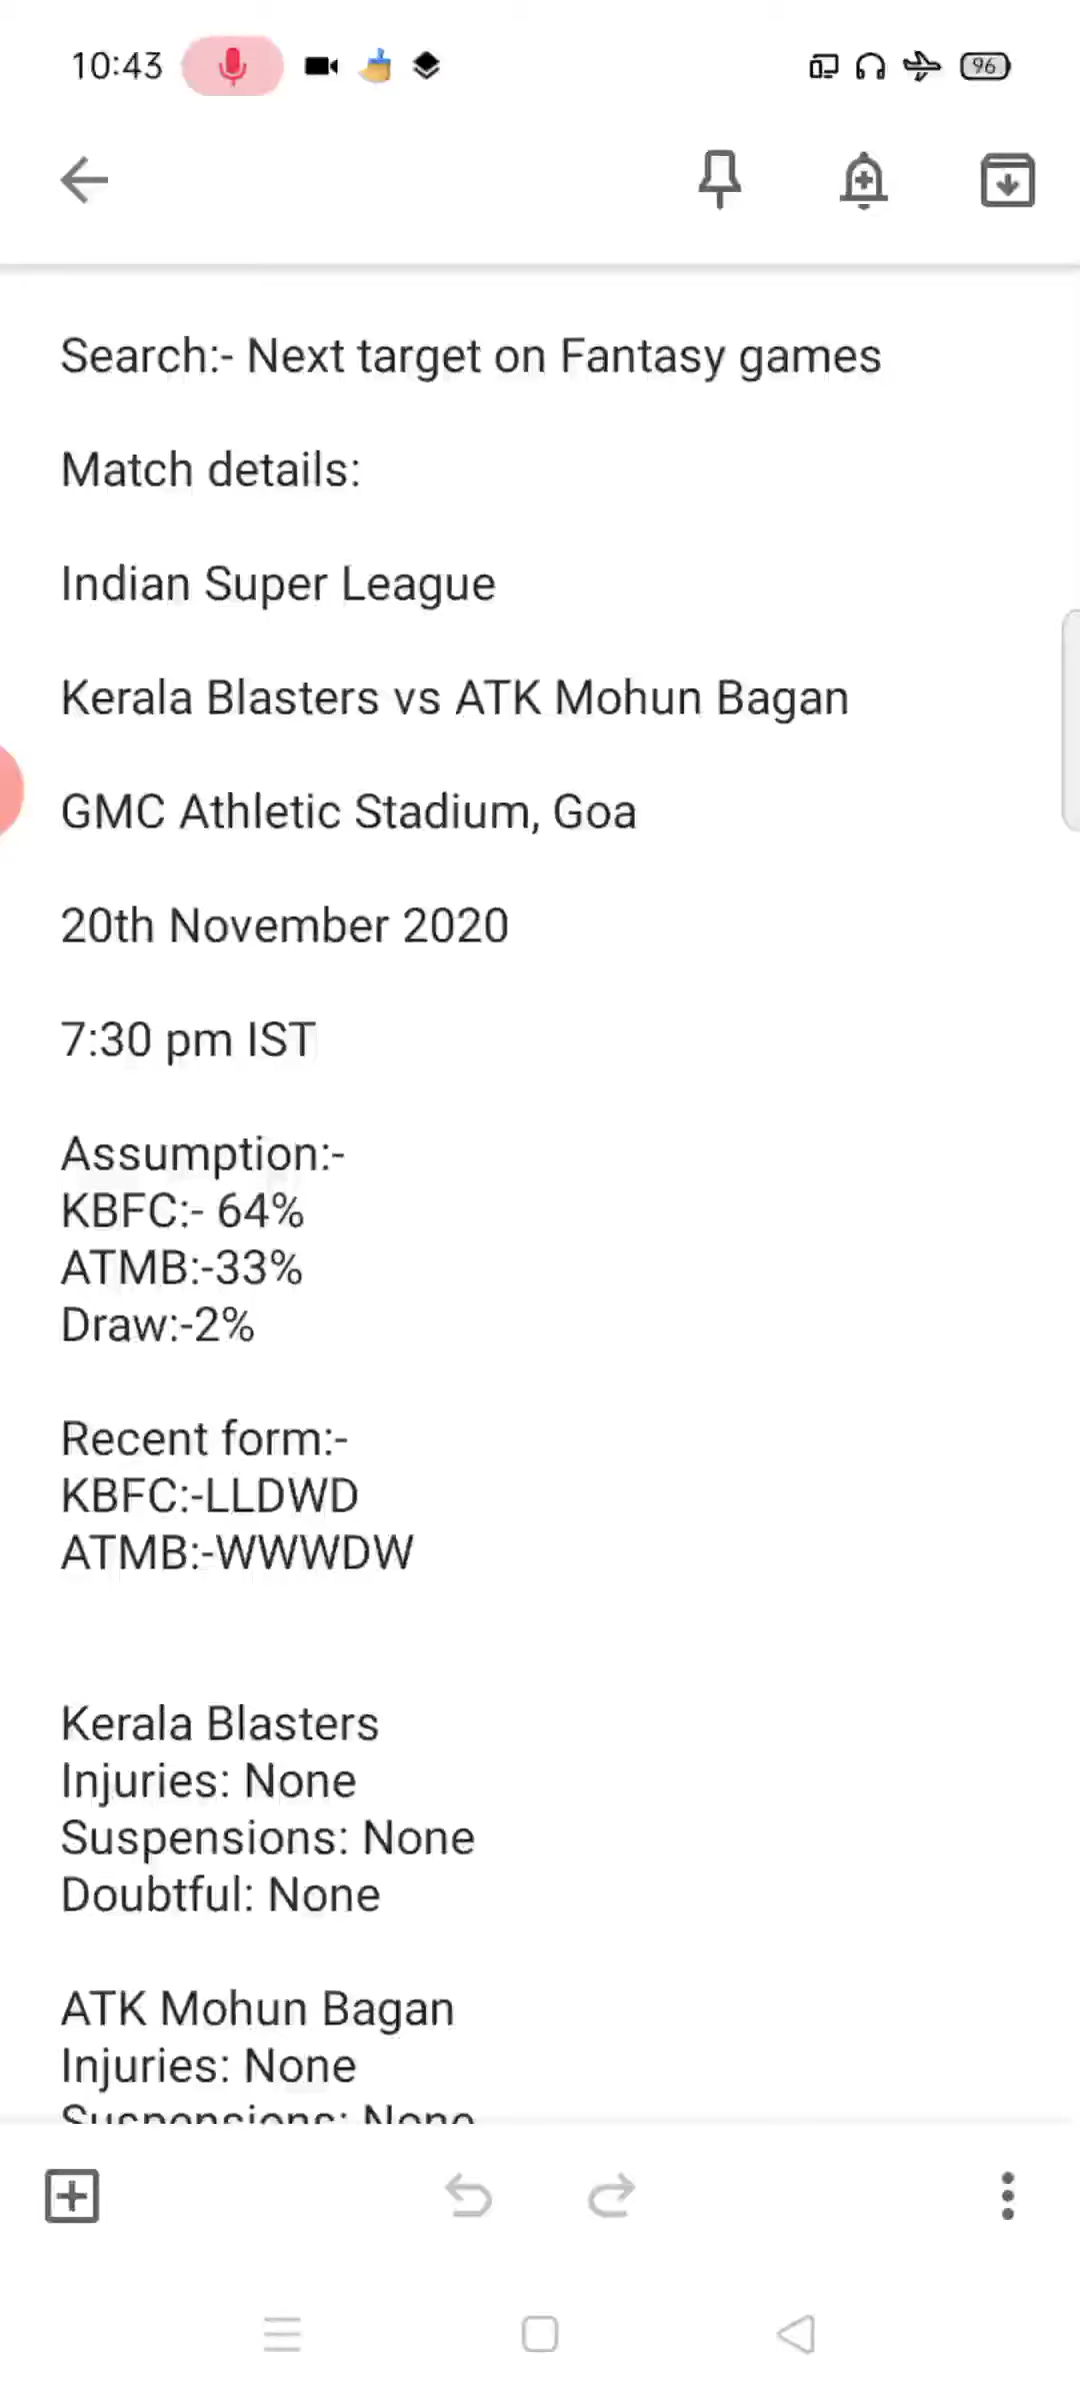 10:43
96
Search:- Next target on Fantasy games
Match details:
Indian Super League
Kerala Blasters vs ATK Mohun Bagan
GMC Athletic Stadium, Goa
20th November 2020
7:30 pm IST
Assumption:-
KBFC:- 64%
ATMB:-33%
Draw:-2%
Recent form:-
KBFC:-LLDWD
ATMB:-WWWDW
Kerala Blasters
Injuries: None
Suspensions: None
Doubtful: None
ATK Mohun Bagan
Injuries: None
Suspensions: None